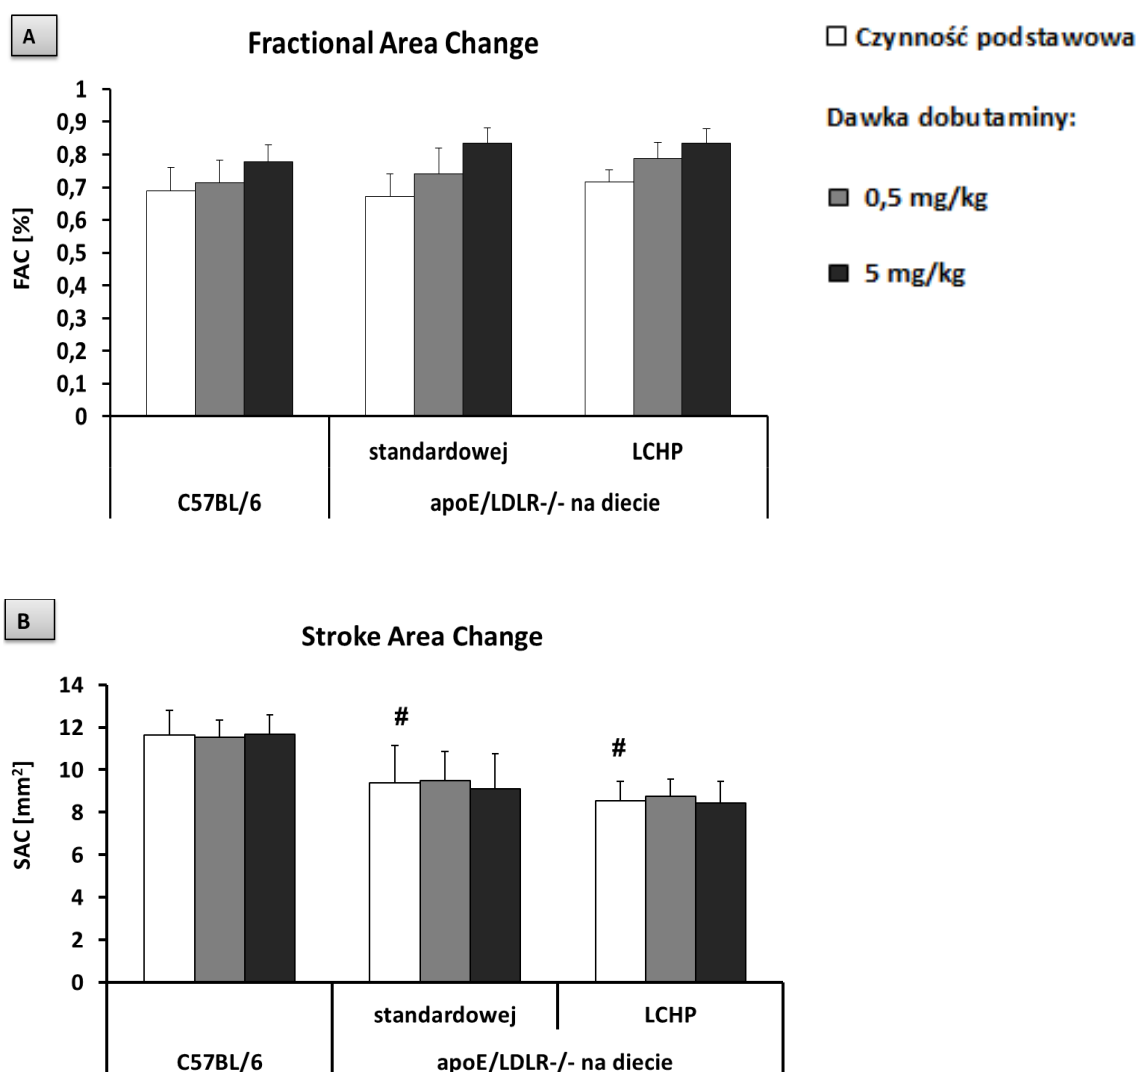 A
Fractional Area Change
Czynność podstawowa
Dawka dobutaminy:
0,5 mg/kg
5 mg/kg
FAC [%]
1
0,9
0,8
0,7
0,6
0,5
0,4
0,3
0,2
0,1
0
standardowej LCHP
C57BL/6 apoE/LDLR-/- na diecie
B
Stroke Area Change
SAC [mm²]
14
12
10
8
6
4
2
0
#
#
standardowej LCHP
C57BL/6 apoE/LDLR-/- na diecie